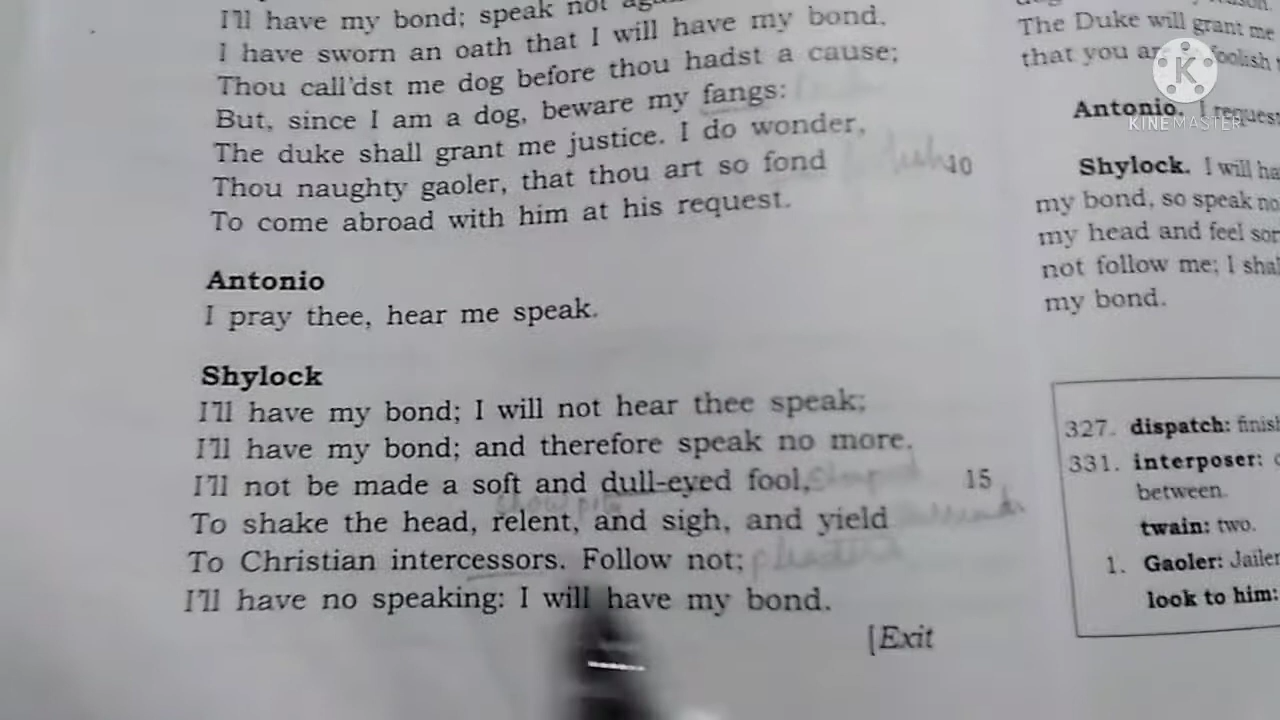 I'll have my bond; speak not
I have sworn an oath that I will have my bond.
Thou call'dst me dog before thou hadst a cause;
But, since I am a dog, beware my fangs:
The duke shall grant me justice. I do wonder,
Thou naughty gaoler, that thou art so fond 10
To come abroad with him at his request.
Antonio
I pray thee, hear me speak.
Shylock
I'll have my bond; I will not hear thee speak;
I'll have my bond; and therefore speak no more.
I'll not be made a soft and dull-eyed fool, 15
show pity
To shake the head, relent, and sigh, and yield
To Christian intercessors. Follow not;
I'll have no speaking: I will have my bond.
[Exit
The Duke will grant me
that you foolish
Antonio. I
Shylock. I will
my bond, so speak
my head and feel
not follow me; I
my bond.
327. dispatch:
331. interposer:
between.
twain: two.
1. Gaoler: Jailer
look to him:
K
KINEMASTER